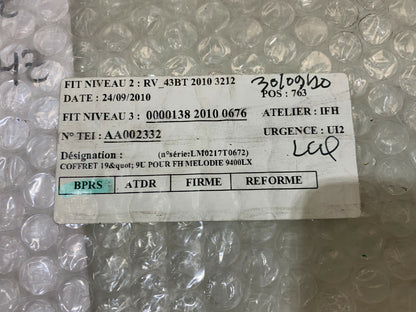 HZ
FIT NIVEAU 2 : RV_43BT 2010 3212
30/09/10
DATE : 24/09/2010 POS : 763
FIT NIVEAU 3 : 0000138 2010 0676 ATELIER : IFH
N° TEI : AA002332 URGENCE : UI2
Désignation : (n°série:LM0217T0672)
COFFRET 19&quot; 9U POUR FH MELODIE 9400LX
BPRS ATDR FIRME REFORME